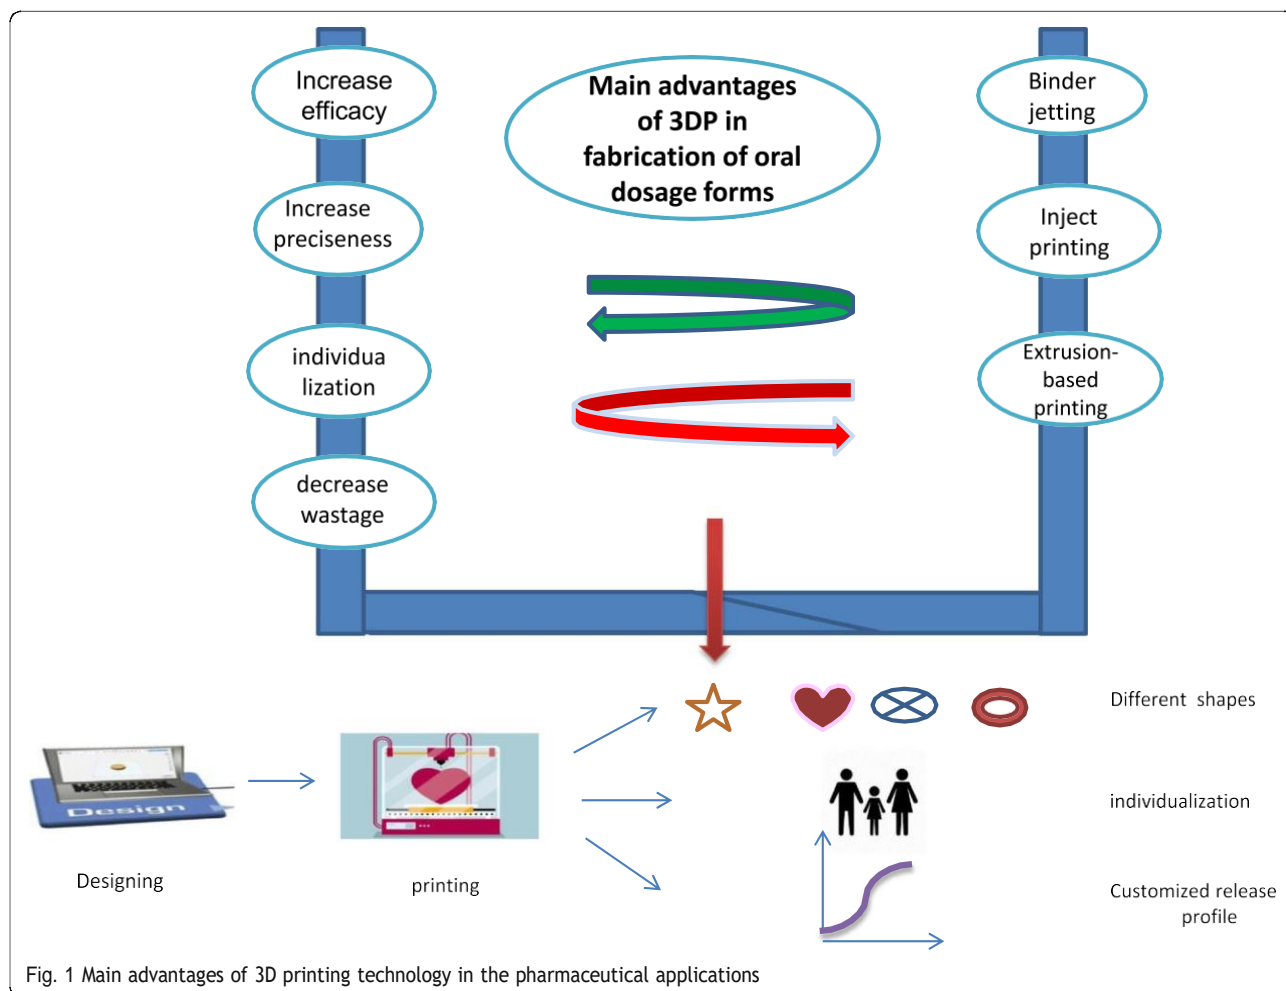 Increase
efficacy
Increase
preciseness
individua
lization
decrease
wastage
Main advantages
of 3DP in
fabrication of oral
dosage forms
Binder
jetting
Inject
printing
Extrusion-
based
printing
Design
Designing
printing
Different shapes
individualization
Customized release
profile
Fig. 1 Main advantages of 3D printing technology in the pharmaceutical applications